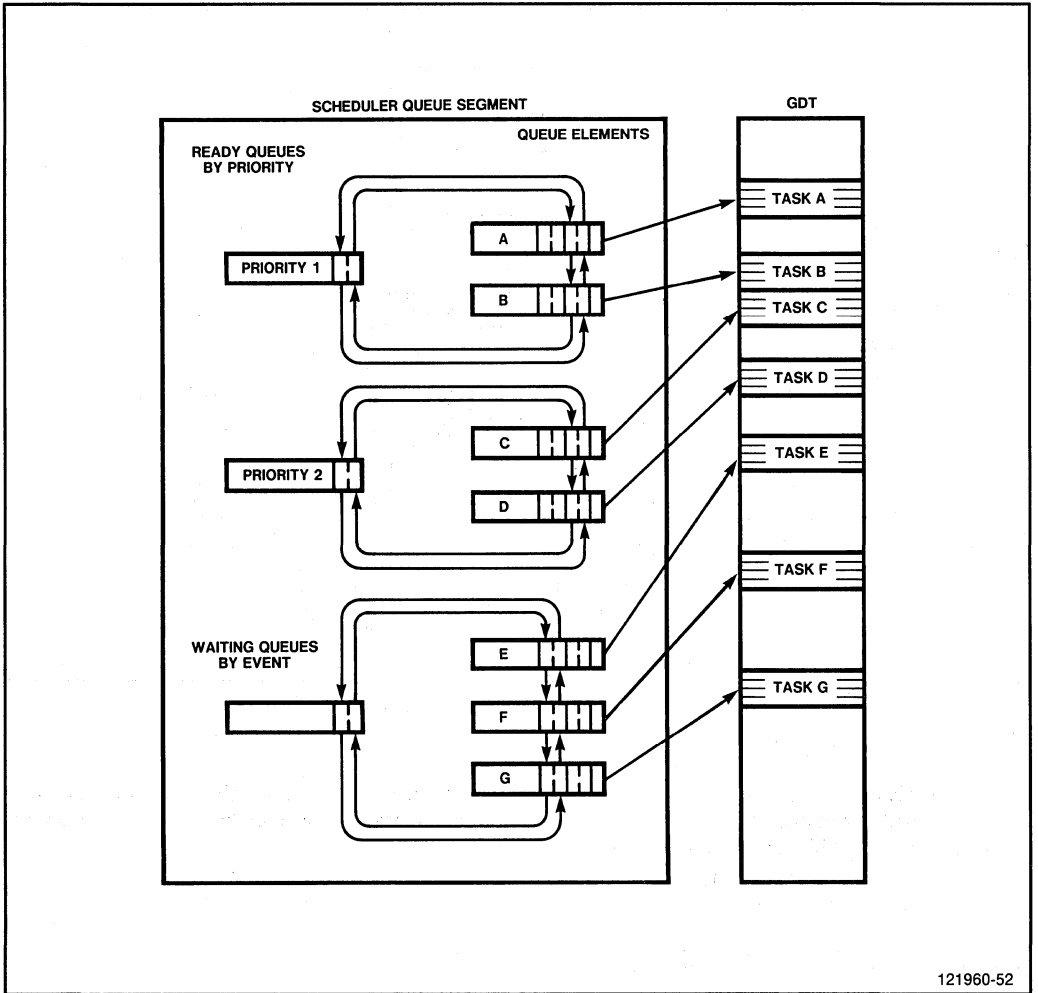 SCHEDULER QUEUE SEGMENT
GDT
QUEUE ELEMENTS
READY QUEUES
BY PRIORITY
PRIORITY 1
A
B
PRIORITY 2
C
D
WAITING QUEUES
BY EVENT
E
F
G
TASK A
TASK B
TASK C
TASK D
TASK E
TASK F
TASK G
121960-52